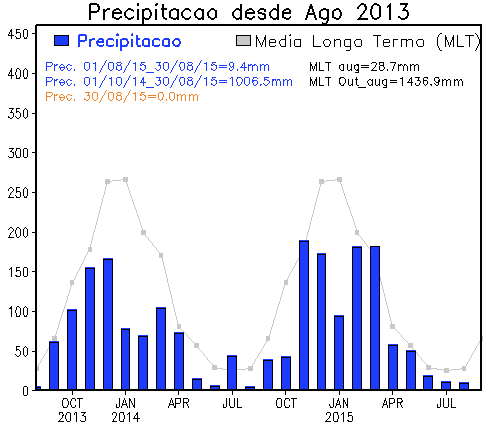 Precipitacao desde Ago 2013
Precipitacao
Media Longo Termo (MLT)
Prec. 01/08/15_30/08/15=9.4mm
MLT aug=28.7mm
Prec. 01/10/14_30/08/15=1006.5mm
MLT Out_aug=1436.9mm
Prec. 30/08/15=0.0mm
450
400
350
300
250
200
150
100
50
0
OCT
JAN
APR
JUL
OCT
JAN
APR
JUL
2013
2014
2015